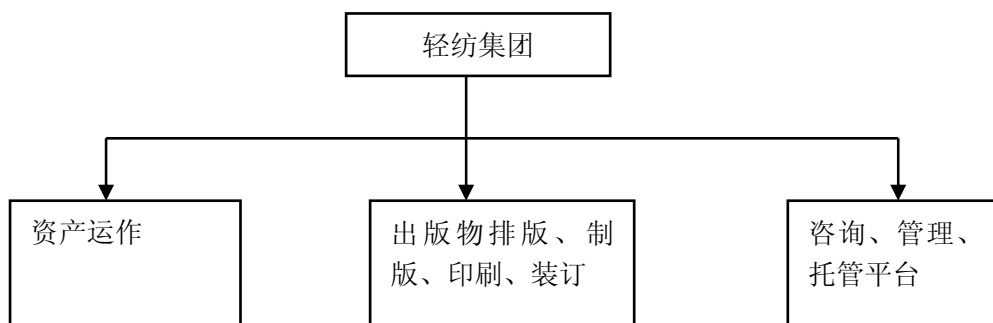 轻纺集团
资产运作
出版物排版、制
版、印刷、装订
咨询、管理、
托管平台